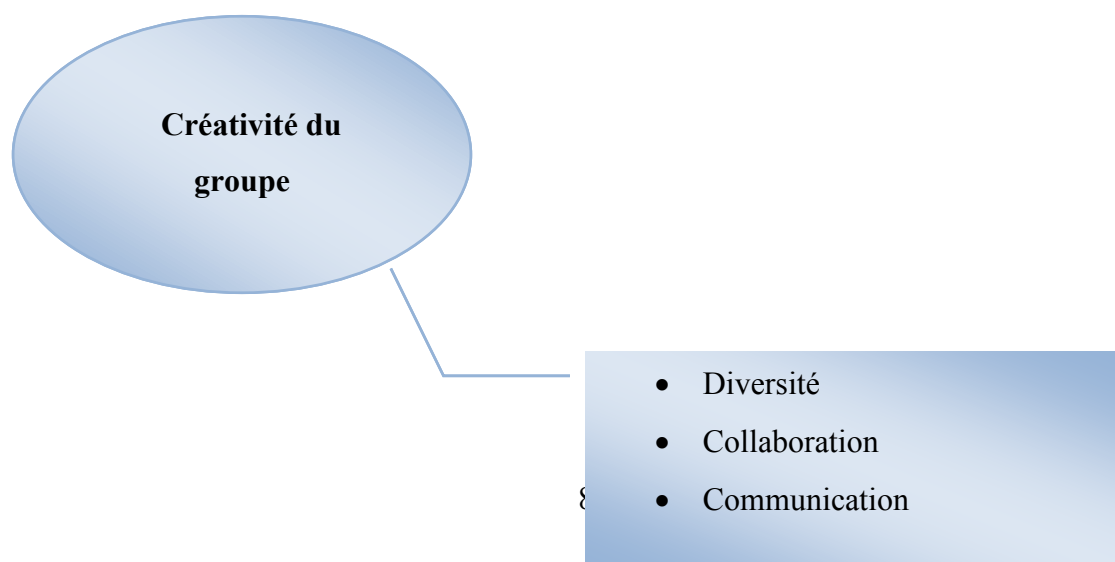 Créativité du
groupe
• Diversité
• Collaboration
• Communication